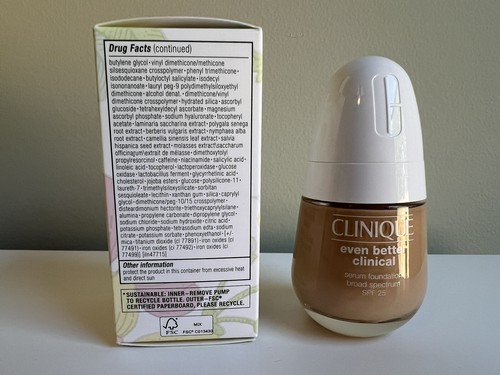 Drug Facts (continued)
butylene glycol • vinyl dimethicone/methicone
silsesquioxane crosspolymer • phenyl trimethicone •
isododecane • butyloctyl salicylate • isodecyl
isononanoate • lauryl peg-9 polydimethylsiloxyethyl
dimethicone • alcohol denat. • dimethicone/vinyl
dimethicone crosspolymer • hydrated silica • ascorbyl
glucoside • tetrahexyldecyl ascorbate • magnesium
ascorbyl phosphate • sodium hyaluronate • tocopheryl
acetate • laminaria saccharina extract • polygala senega
root extract • berberis vulgaris extract • nymphaea alba
root extract • camellia sinensis leaf extract • salvia
hispanica seed extract • molasses extract\saccharum
officinarum\extrait de mélasse • dimethoxytolyl
propylresorcinol • caffeine • niacinamide • salicylic acid •
linoleic acid • tocopherol • lactoperoxidase • glucose
oxidase • lactobacillus ferment • glycyrrhetinic acid •
cholesterol • jojoba esters • glucose • polysilicone-11 •
laureth-7 • trimethylsiloxysilicate • sorbitan
sesquioleate • lecithin • xanthan gum • silica • caprylyl
glycol • dimethicone • peg-10/15 crosspolymer •
disteardimonium hectorite • triethoxycaprylylsilane •
alumina • propylene carbonate • dipropylene glycol •
sodium chloride • sodium citrate • citric acid •
potassium phosphate • tetrasodium edta • sodium
citrate • potassium sorbate • phenoxyethanol • [+/-
mica • titanium dioxide (ci 77891) • iron oxides (ci
77491) • iron oxides (ci 77492) • iron oxides (ci
77499)]
Other information
protect the product in this container from excessive heat
and direct sun
*SUSTAINABLE: INNER–REMOVE PUMP
TO RECYCLE BOTTLE. OUTER–FSC®
CERTIFIED PAPERBOARD, PLEASE RECYCLE.
FSC
MIX
CLINIQUE
even better
clinical
serum foundation
broad spectrum
SPF 25